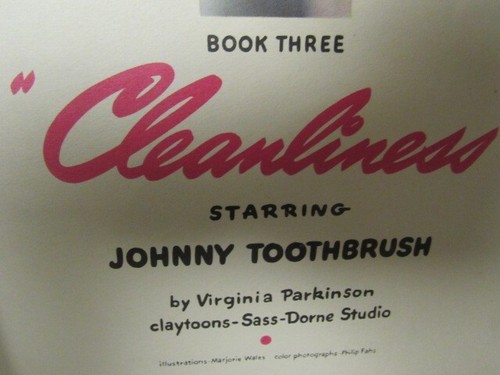 BOOK THREE
"Cleanliness
STARRING
JOHNNY TOOTHBRUSH
by Virginia Parkinson
claytoons-Sass-Dorne Studio
illustrations: Marjorie Wales color photographs: Philip Fahs